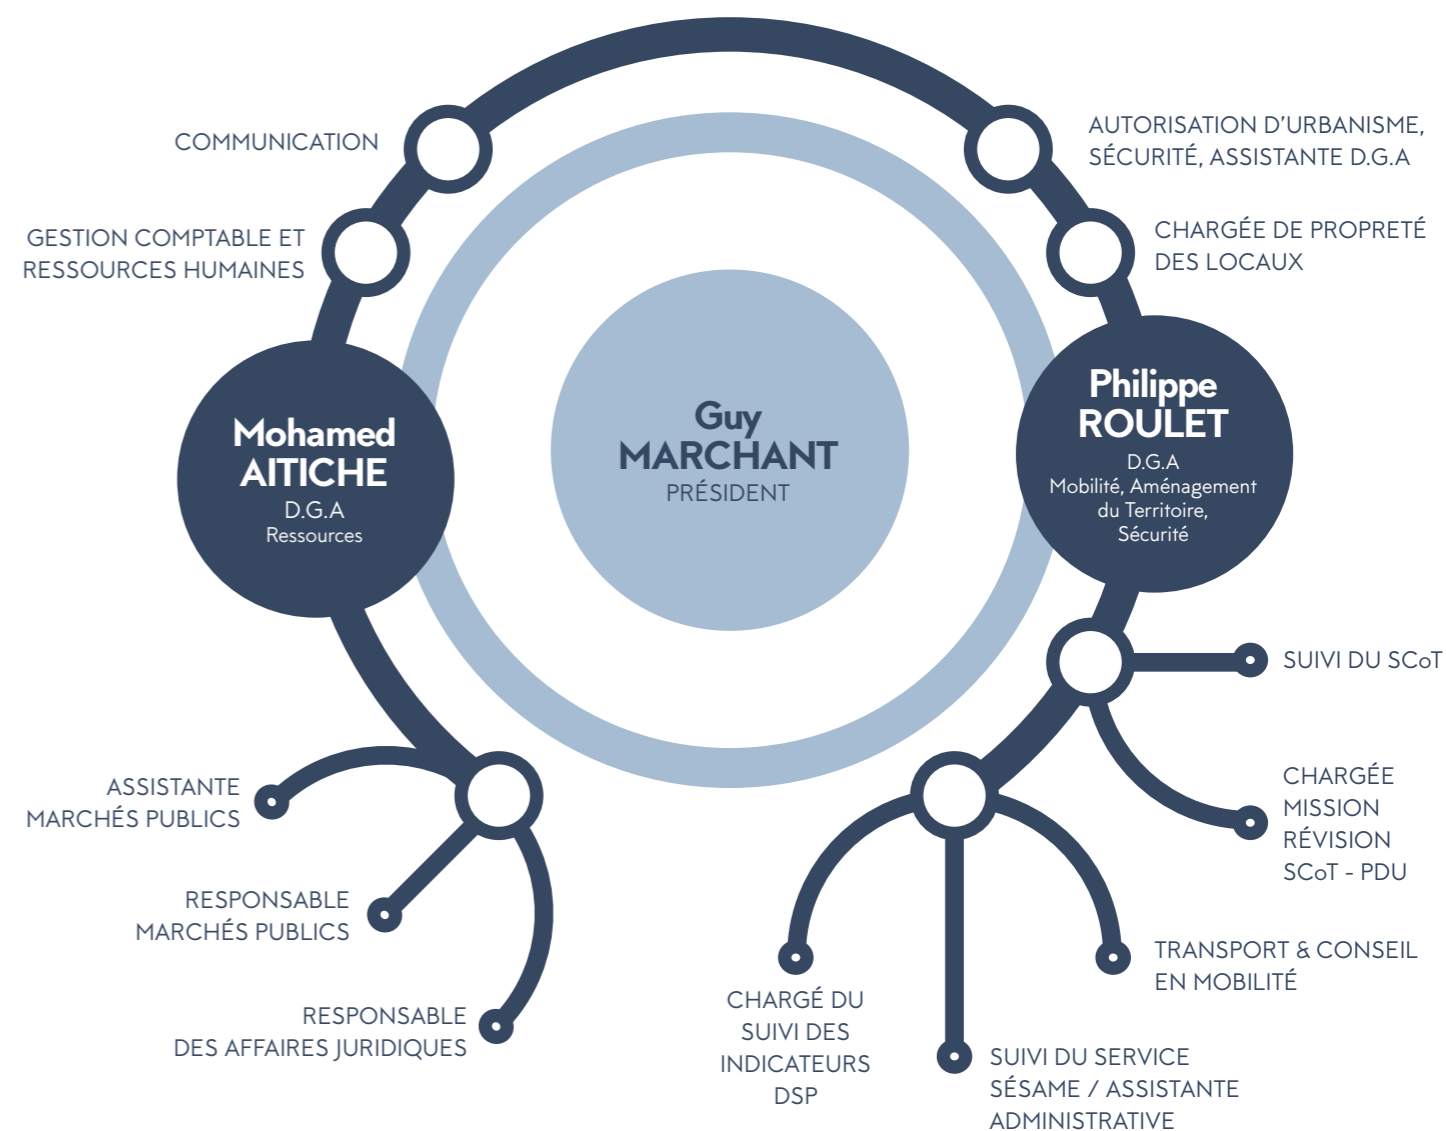 COMMUNICATION
GESTION COMPTABLE ET
RESSOURCES HUMAINES
AUTORISATION D'URBANISME,
SÉCURITÉ, ASSISTANTE D.G.A
CHARGÉE DE PROPRETÉ
DES LOCAUX
Mohamed
AITICHE
D.G.A
Ressources
Guy
MARCHANT
PRÉSIDENT
Philippe
ROULET
D.G.A
Mobilité, Aménagement
du Territoire,
Sécurité
ASSISTANTE
MARCHÉS PUBLICS
RESPONSABLE
MARCHÉS PUBLICS
RESPONSABLE
DES AFFAIRES JURIDIQUES
SUIVI DU SCoT
CHARGÉE
MISSION
RÉVISION
SCoT - PDU
TRANSPORT & CONSEIL
EN MOBILITÉ
CHARGÉ DU
SUIVI DES
INDICATEURS
DSP
SUIVI DU SERVICE
SÉSAME / ASSISTANTE
ADMINISTRATIVE